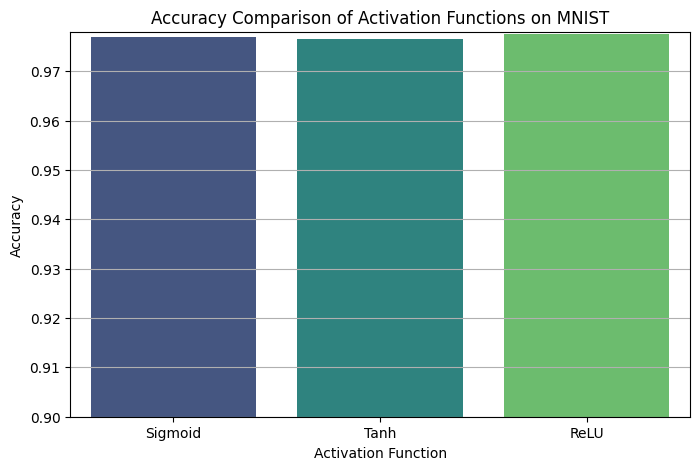 Accuracy Comparison of Activation Functions on MNIST
0.97
0.96
0.95
0.94
0.93
0.92
0.91
0.90
Accuracy
Sigmoid Tanh ReLU
Activation Function